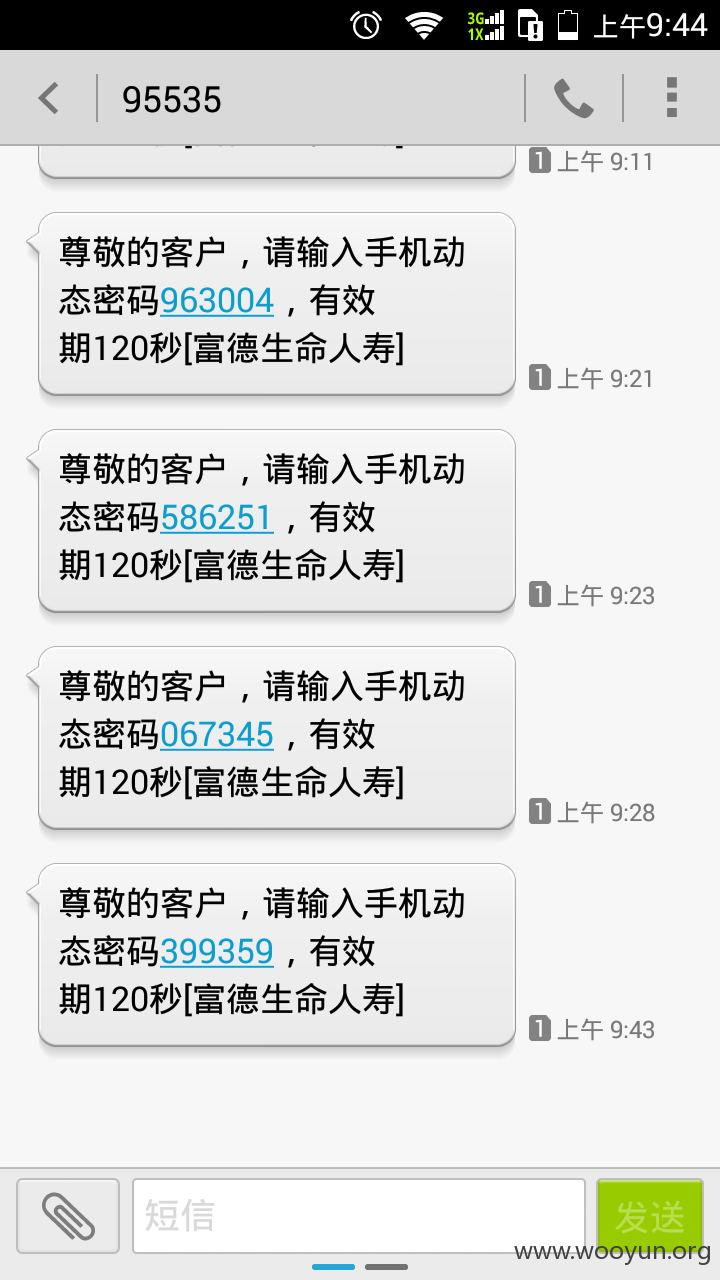 3G
1X
上午9:44
95535
1 上午 9:11
尊敬的客户，请输入手机动
态密码963004，有效
期120秒[富德生命人寿]
1 上午 9:21
尊敬的客户，请输入手机动
态密码586251，有效
期120秒[富德生命人寿]
1 上午 9:23
尊敬的客户，请输入手机动
态密码067345，有效
期120秒[富德生命人寿]
1 上午 9:28
尊敬的客户，请输入手机动
态密码399359，有效
期120秒[富德生命人寿]
1 上午 9:43
短信
发送
www.wooyun.org